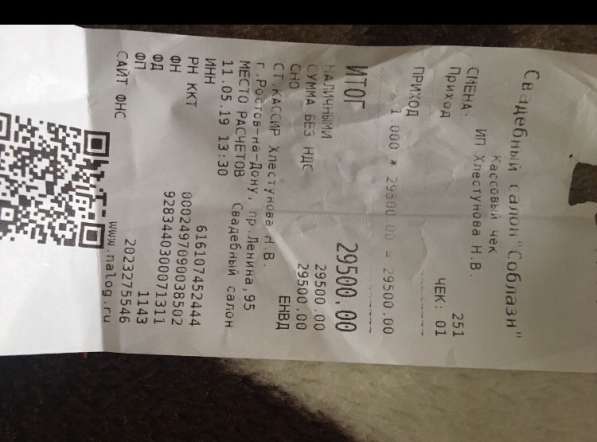 Свадебный салон"Соблазн"
Кассовый чек
ИП Хлестунова Н.В.
СМЕНА: 251
Приход ЧЕК: 01
ПРИХОД
1 000 * 29500.00 = 29500.00
ИТОГ 29500.00
НАЛИЧНЫМИ 29500.00
СУММА БЕЗ НДС 29500.00
СНО ЕНВД
СТ.КАССИР Хлестунова Н.В.
г.Ростов-на-Дону, пр.Ленина,95
МЕСТО РАСЧЕТОВ Свадебный салон
11.05.19 13:30
ИНН 616107452444
РН ККТ 0002497090038502
ФН 9283440300071311
ФД 1143
ФП 2023275546
САЙТ ФНС www.nalog.ru